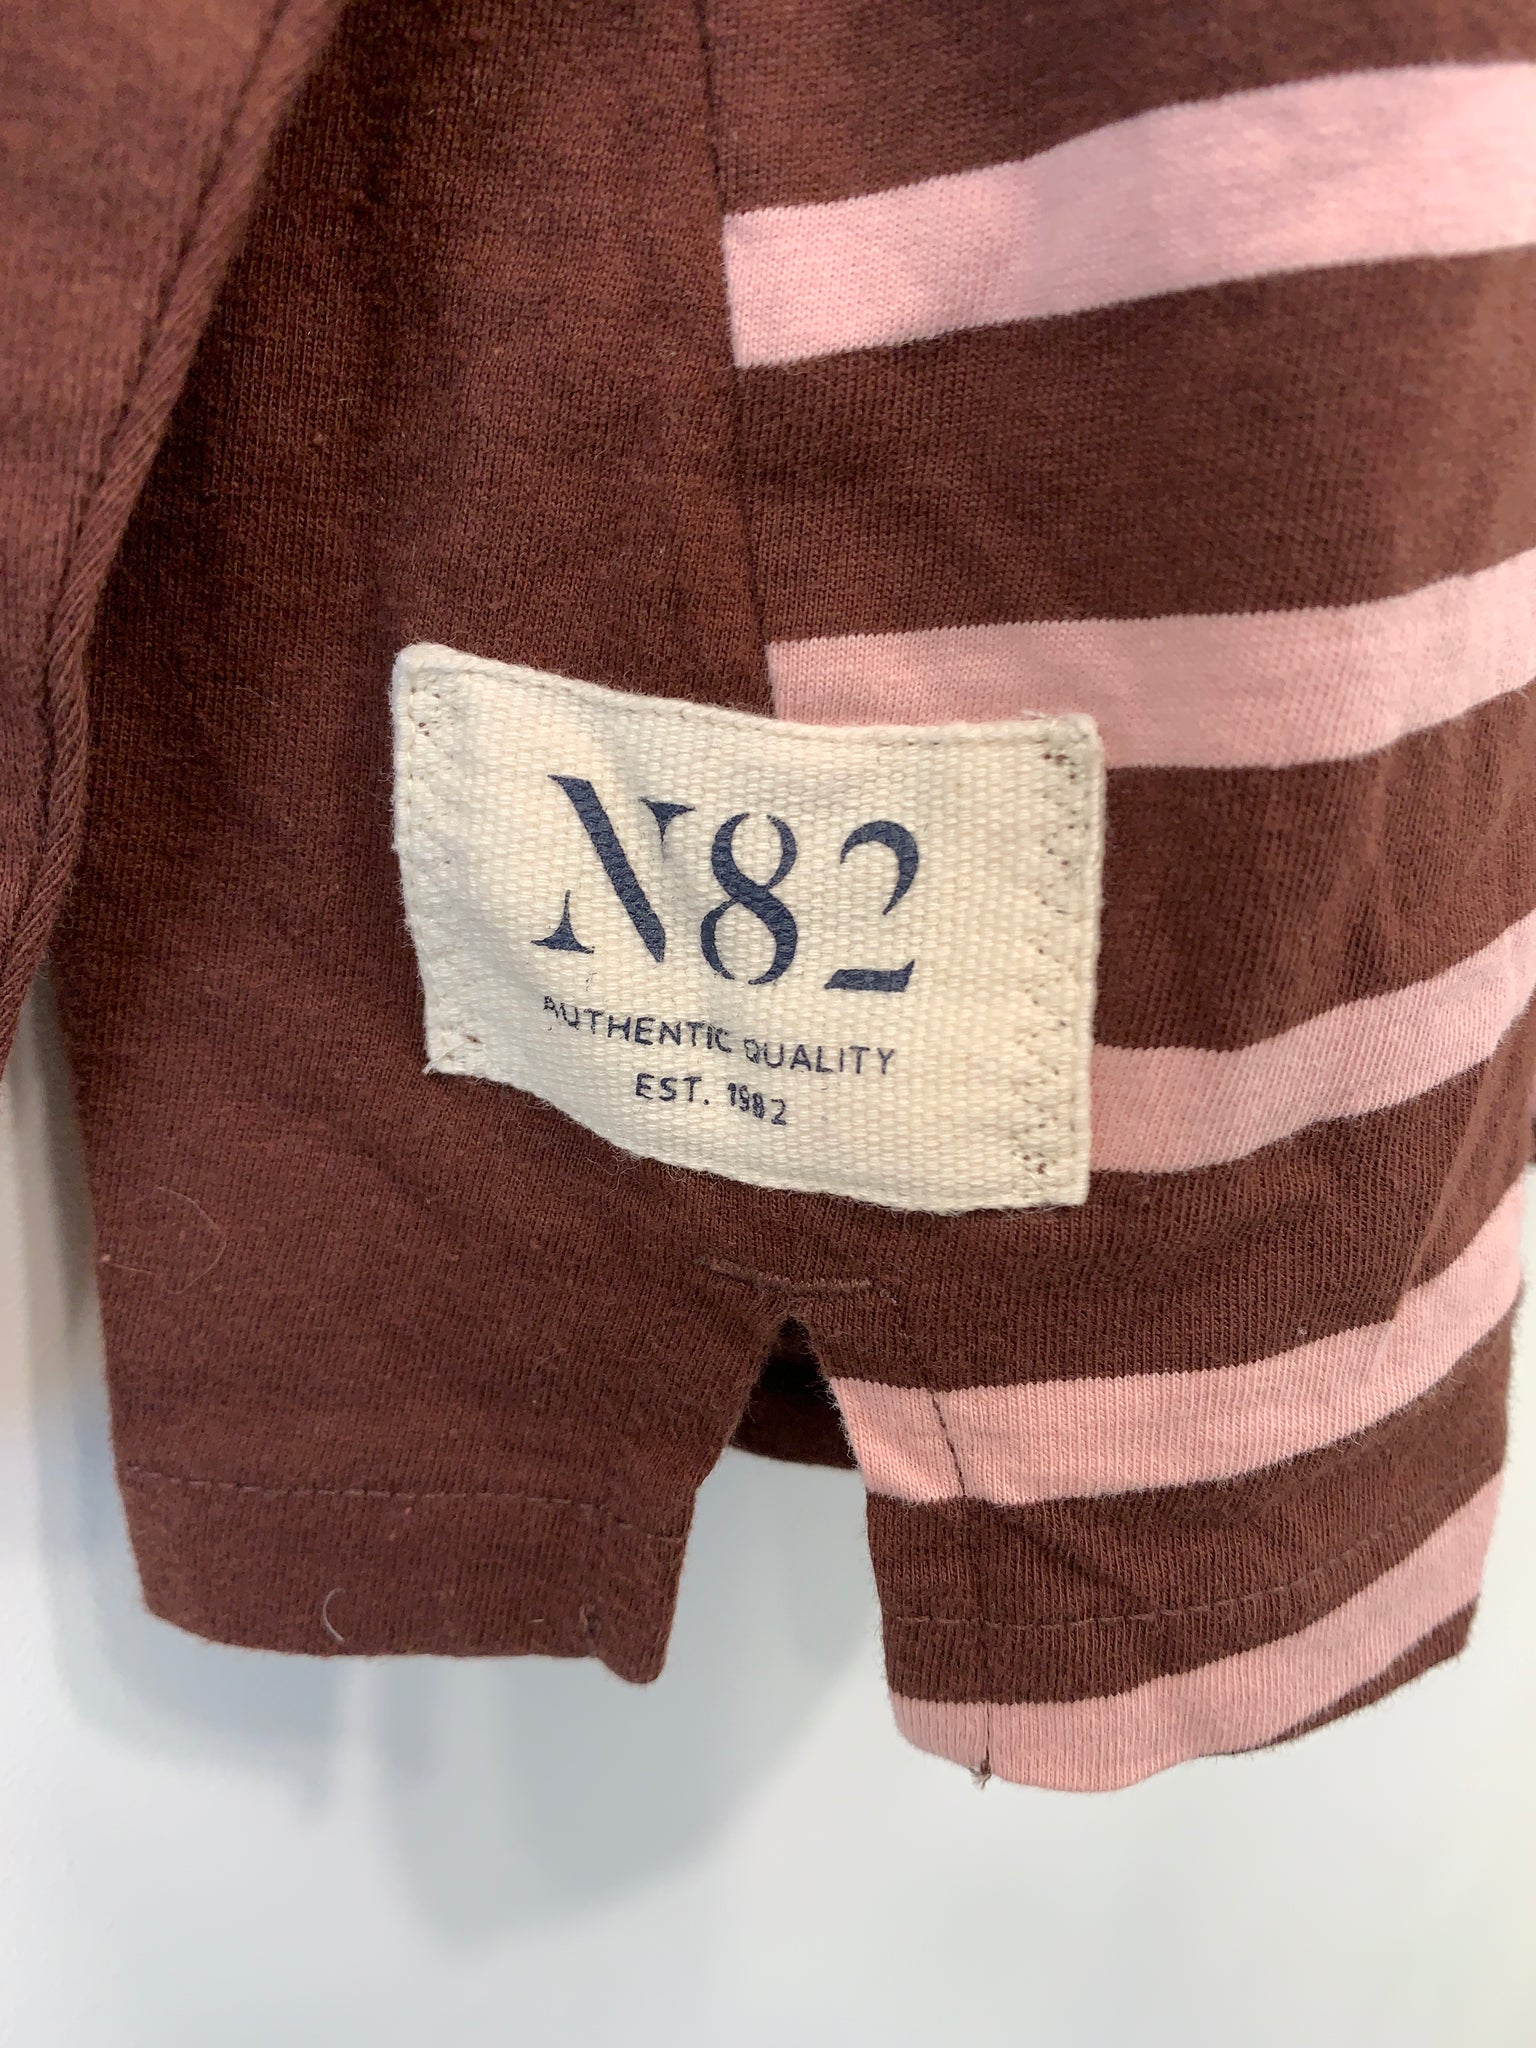 N82
AUTHENTIC QUALITY
EST. 1982